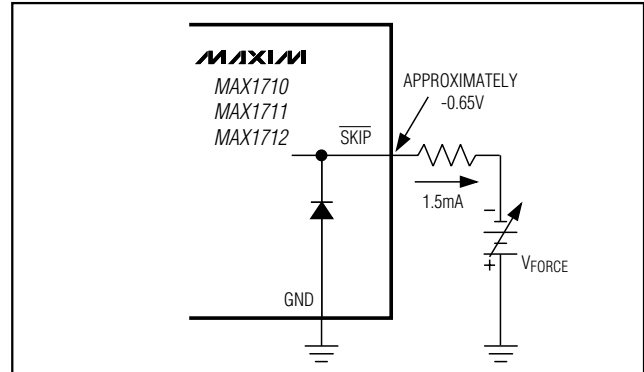 MAXIM
MAX1710
MAX1711
MAX1712
SKIP
APPROXIMATELY
-0.65V
1.5mA
−
+
VFORCE
GND